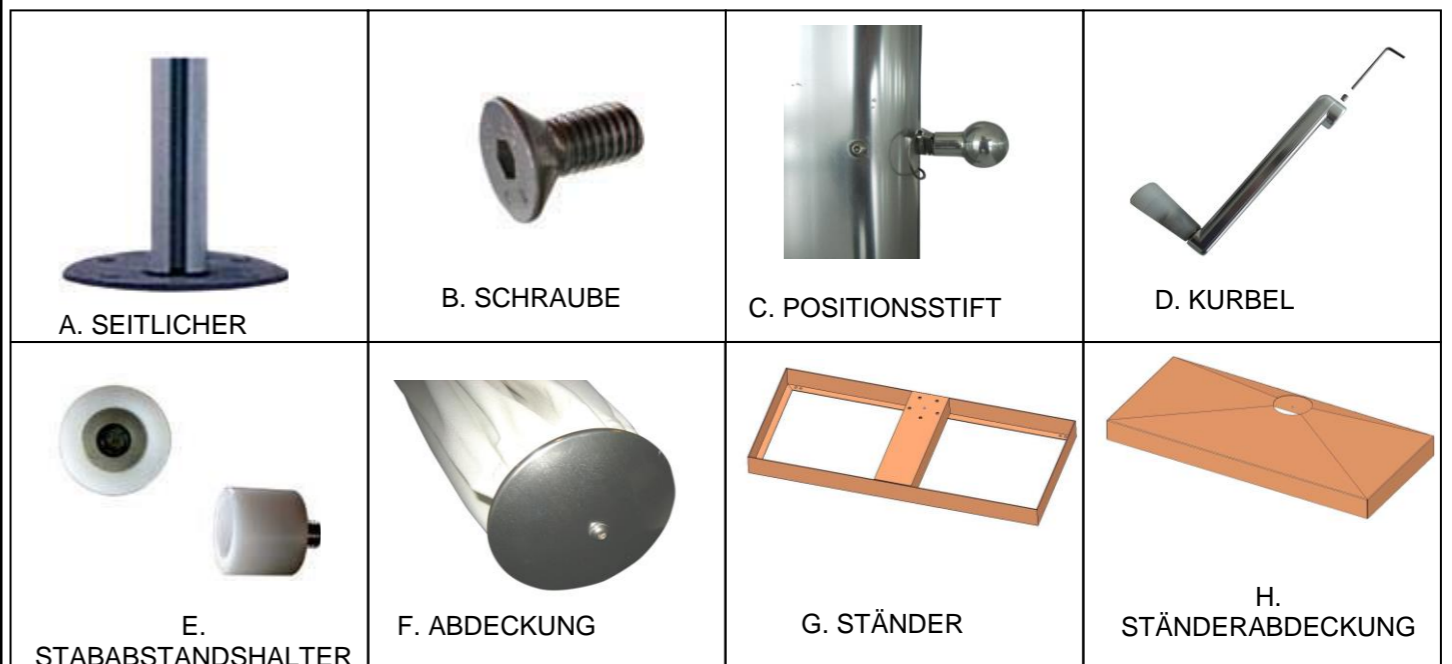 A. SEITLICHER
B. SCHRAUBE
C. POSITIONSSTIFT
D. KURBEL
E.
STABABSTANDSHALTER
F. ABDECKUNG
G. STÄNDER
H.
STÄNDERABDECKUNG